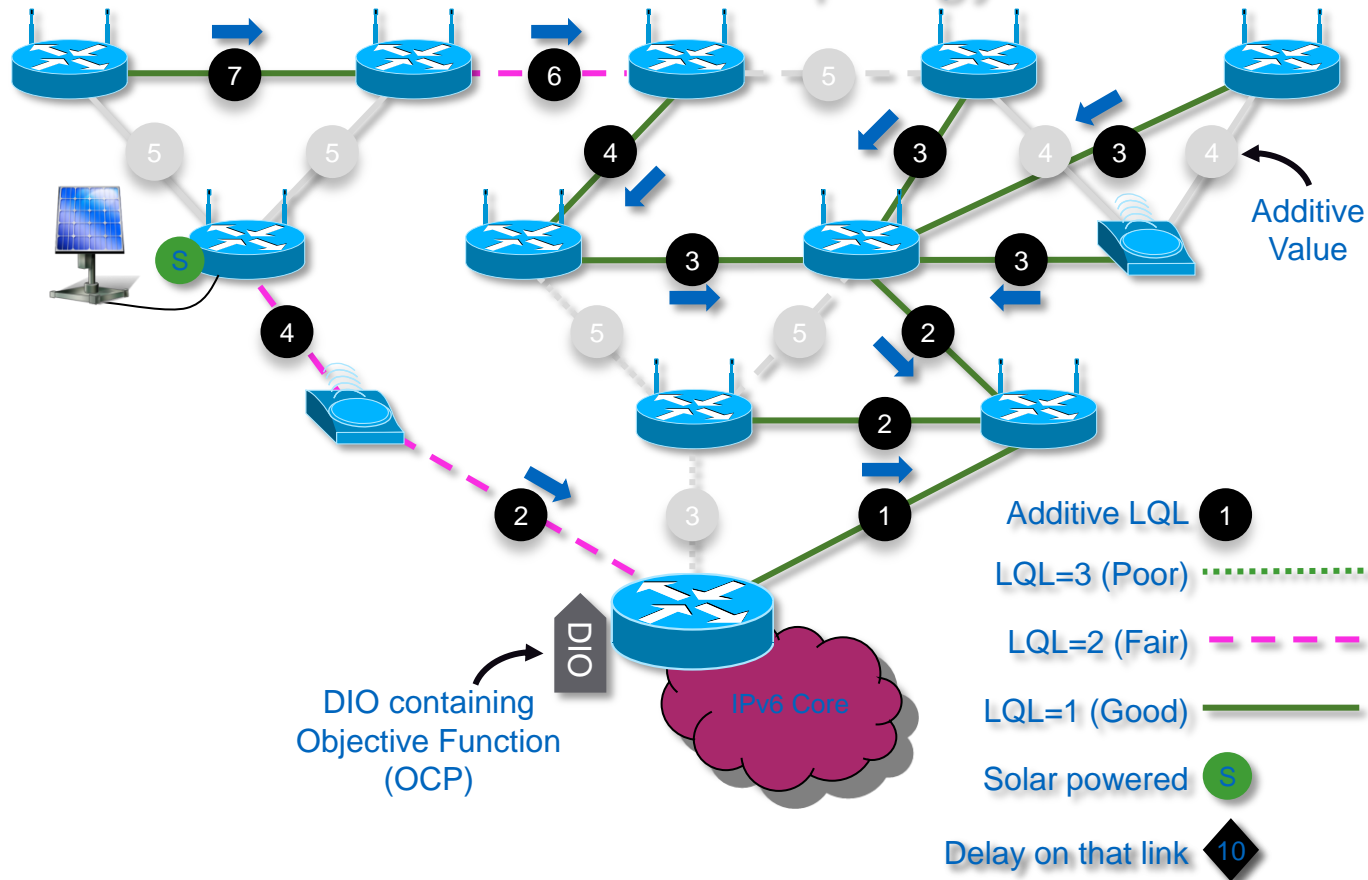 7
6
5
5
5
4
3
4
3
4
Additive
Value
S
3
3
4
5
5
2
2
2
3
1
Additive LQL 1
LQL=3 (Poor)
DIO
LQL=2 (Fair)
DIO containing
Objective Function
(OCP)
IPv6 Core
LQL=1 (Good)
Solar powered S
Delay on that link 10